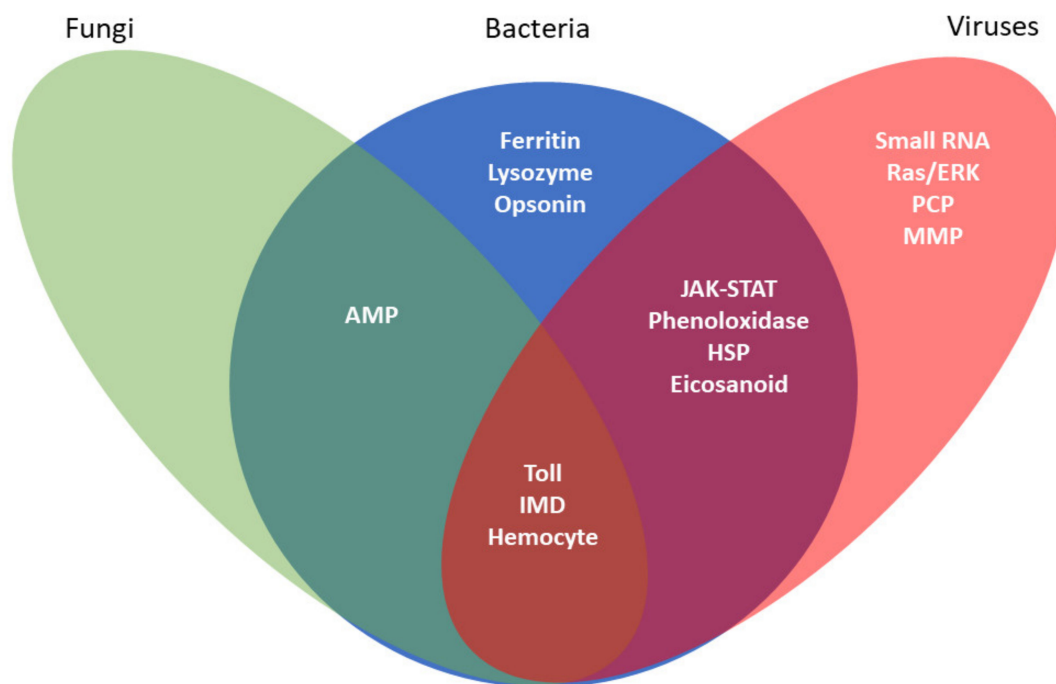 Fungi
Bacteria
Viruses
Ferritin
Lysozyme
Opsonin
Small RNA
Ras/ERK
PCP
MMP
AMP
JAK-STAT
Phenoloxidase
HSP
Eicosanoid
Toll
IMD
Hemocyte